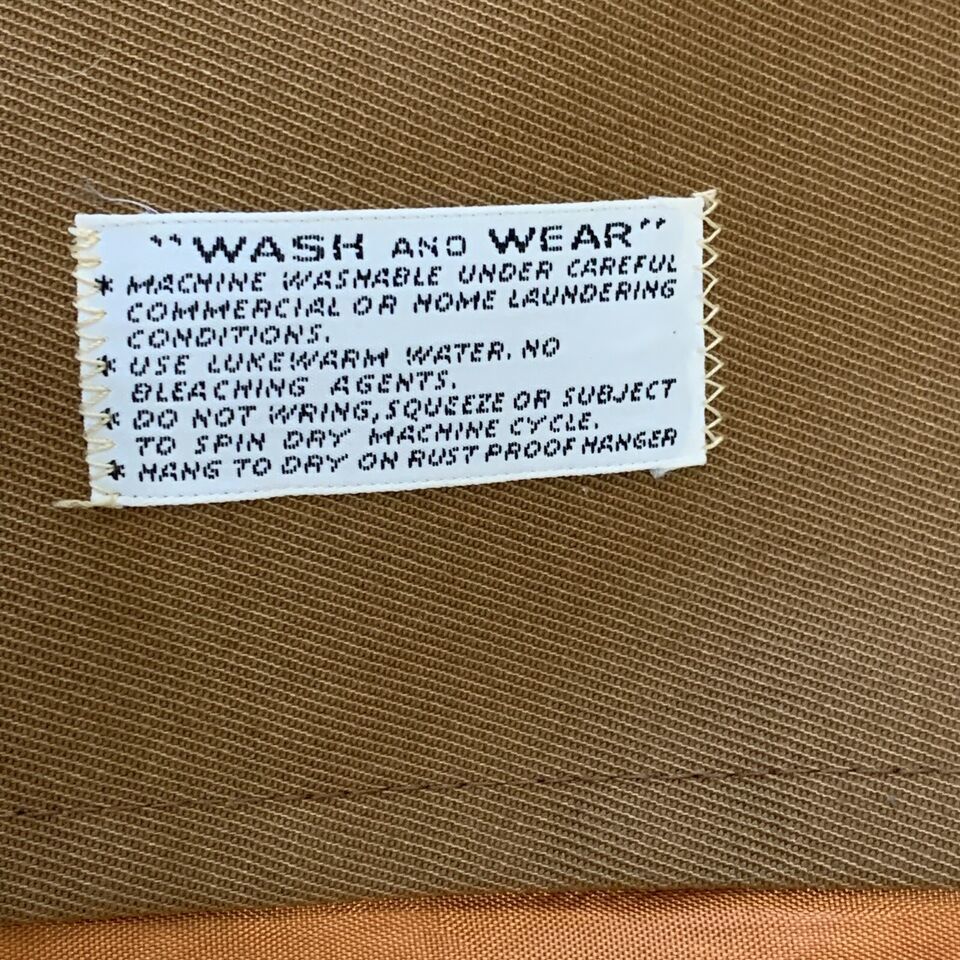 "WASH AND WEAR"
* MACHINE WASHABLE UNDER CAREFUL
COMMERCIAL OR HOME LAUNDERING
CONDITIONS.
* USE LUKEWARM WATER. NO
BLEACHING AGENTS.
* DO NOT WRING, SQUEEZE OR SUBJECT
TO SPIN DRY MACHINE CYCLE.
* HANG TO DRY ON RUST PROOF HANGER